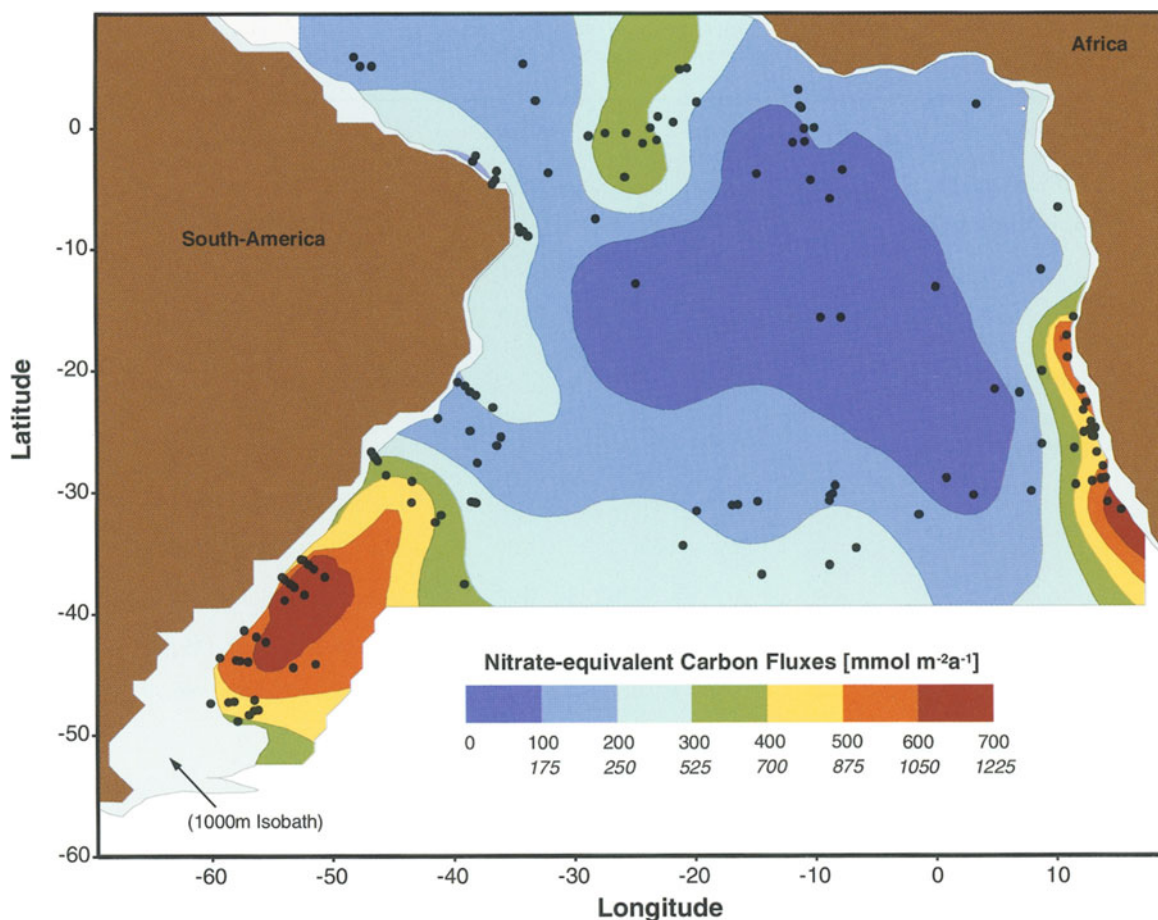 Africa
0
South-America
-10
-20
Latitude
-30
-40
Nitrate-equivalent Carbon Fluxes [mmol m-2a-1]
0 100 200 300 400 500 600 700
175 250 525 700 875 1050 1225
-50
(1000m Isobath)
-60
-60 -50 -40 -30 -20 -10 0 10
Longitude